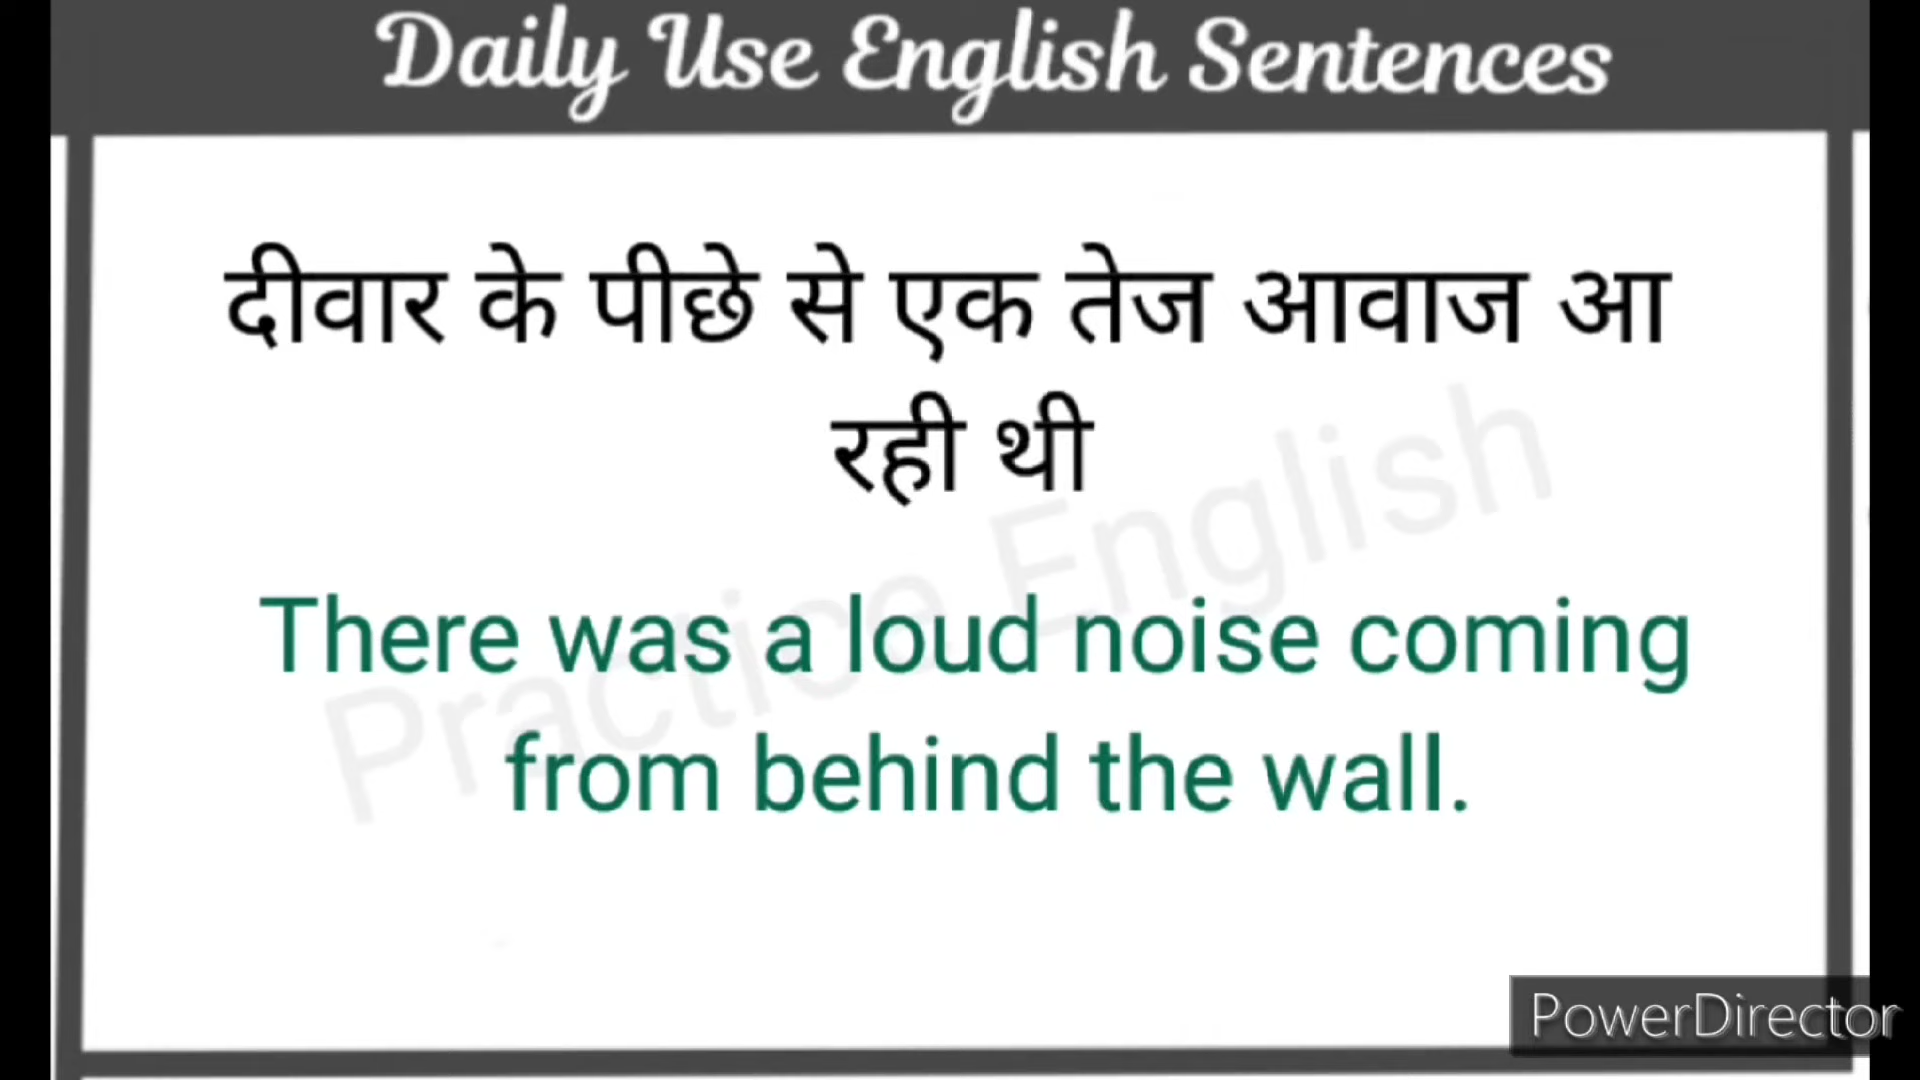 Daily Use English Sentences
दीवार के पीछे से एक तेज आवाज आ
रही थी
There was a loud noise coming
from behind the wall.
Practice English
PowerDirector